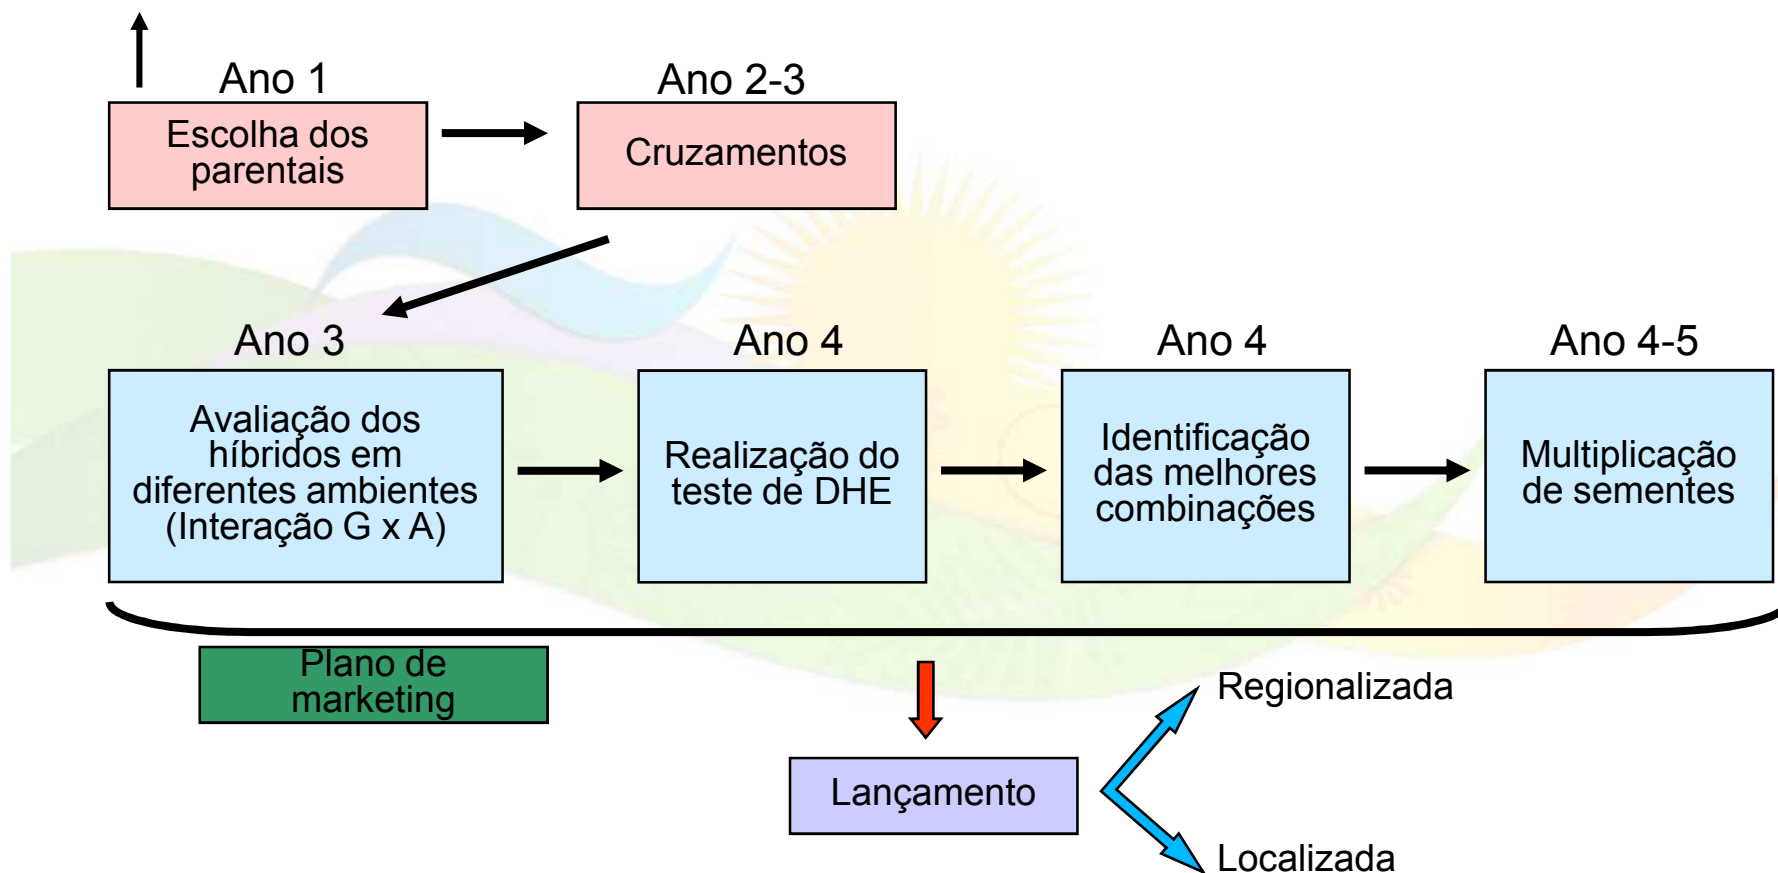 Ano 1
Escolha dos
parentais
Ano 2-3
Cruzamentos
Ano 3
Avaliação dos
híbridos em
diferentes ambientes
(Interação G x A)
Ano 4
Realização do
teste de DHE
Ano 4
Identificação
das melhores
combinações
Ano 4-5
Multiplicação
de sementes
Plano de
marketing
Lançamento
Regionalizada
Localizada